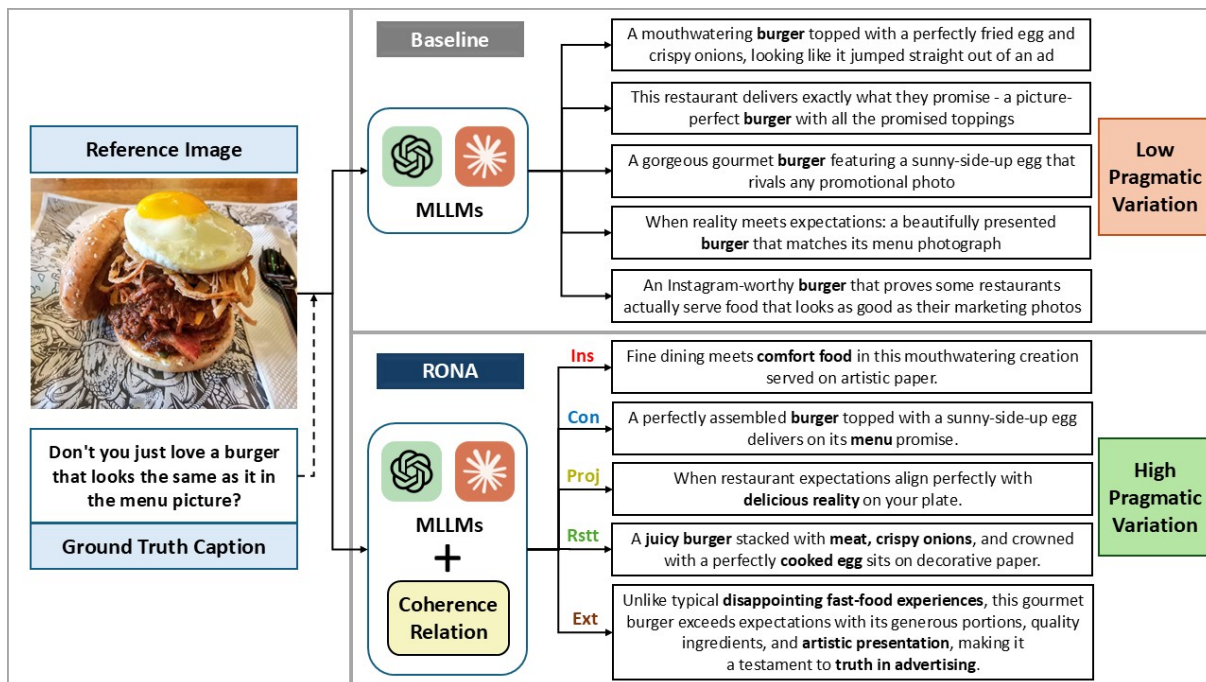 Reference Image
Don't you just love a burger
that looks the same as it in
the menu picture?
Ground Truth Caption
Baseline
MLLMs
A mouthwatering burger topped with a perfectly fried egg and
crispy onions, looking like it jumped straight out of an ad
This restaurant delivers exactly what they promise - a picture-
perfect burger with all the promised toppings
A gorgeous gourmet burger featuring a sunny-side-up egg that
rivals any promotional photo
When reality meets expectations: a beautifully presented
burger that matches its menu photograph
An Instagram-worthy burger that proves some restaurants
actually serve food that looks as good as their marketing photos
Low
Pragmatic
Variation
RONA
MLLMs
+
Coherence
Relation
Ins
Fine dining meets comfort food in this mouthwatering creation
served on artistic paper.
Con
A perfectly assembled burger topped with a sunny-side-up egg
delivers on its menu promise.
Proj
When restaurant expectations align perfectly with
delicious reality on your plate.
Rstt
A juicy burger stacked with meat, crispy onions, and crowned
with a perfectly cooked egg sits on decorative paper.
Ext
Unlike typical disappointing fast-food experiences, this gourmet
burger exceeds expectations with its generous portions, quality
ingredients, and artistic presentation, making it
a testament to truth in advertising.
High
Pragmatic
Variation